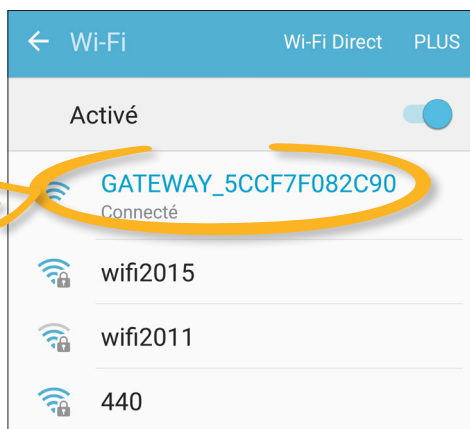 Wi-Fi Wi-Fi Direct PLUS
Activé
GATEWAY_5CCF7F082C90
Connecté
wifi2015
wifi2011
440